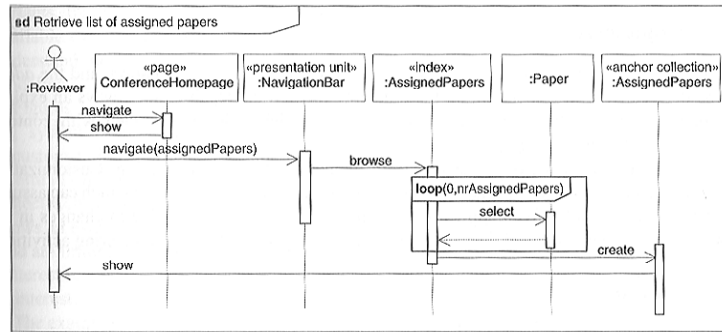 sd Retrieve list of assigned papers
:Reviewer
«page»
ConferenceHomepage
«presentation unit»
:NavigationBar
«index»
:AssignedPapers
:Paper
«anchor collection»
:AssignedPapers
navigate
show
navigate(assignedPapers)
browse
loop(0,nrAssignedPapers)
select
create
show